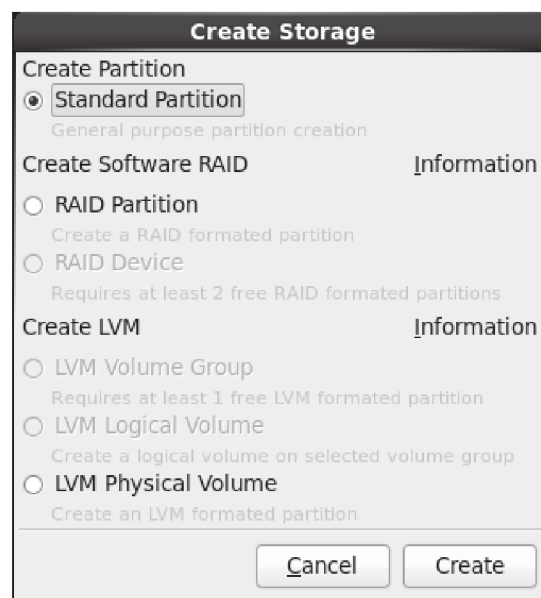 Create Storage
Create Partition
Standard Partition
General purpose partition creation
Create Software RAID Information
RAID Partition
Create a RAID formated partition
RAID Device
Requires at least 2 free RAID formated partitions
Create LVM Information
LVM Volume Group
Requires at least 1 free LVM formated partition
LVM Logical Volume
Create a logical volume on selected volume group
LVM Physical Volume
Create an LVM formated partition
Cancel Create